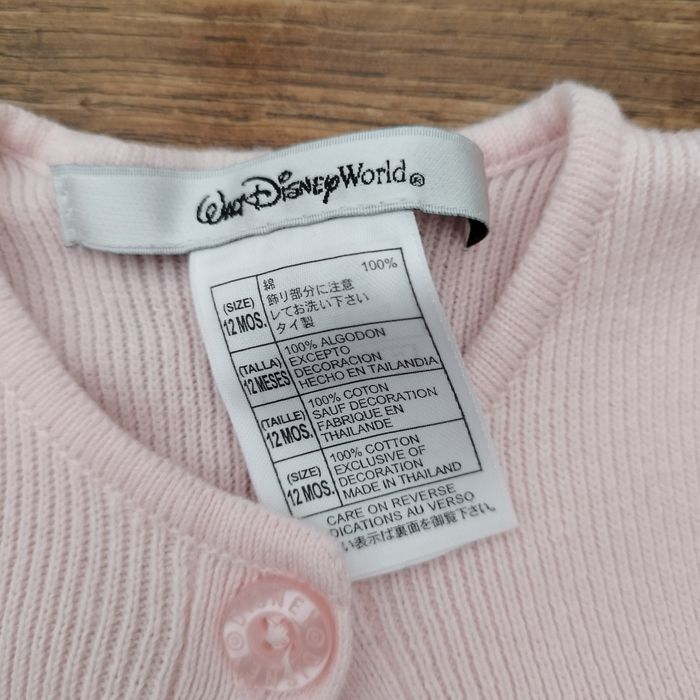 Walt Disney World®
(SIZE)
12 MOS.
綿 100%
飾り部分に注意
してお洗い下さい
タイ製
(TALLA)
12 MESES
100% ALGODON
EXCEPTO
DECORACION
HECHO EN TAILANDIA
(TAILLE)
12 MOS.
100% COTON
SAUF DECORATION
FABRIQUE EN
THAILANDE
(SIZE)
12 MOS.
100% COTTON
EXCLUSIVE OF
DECORATION
MADE IN THAILAND
CARE ON REVERSE
DICATIONS AU VERSO
い表示は裏面を御覧下さい。